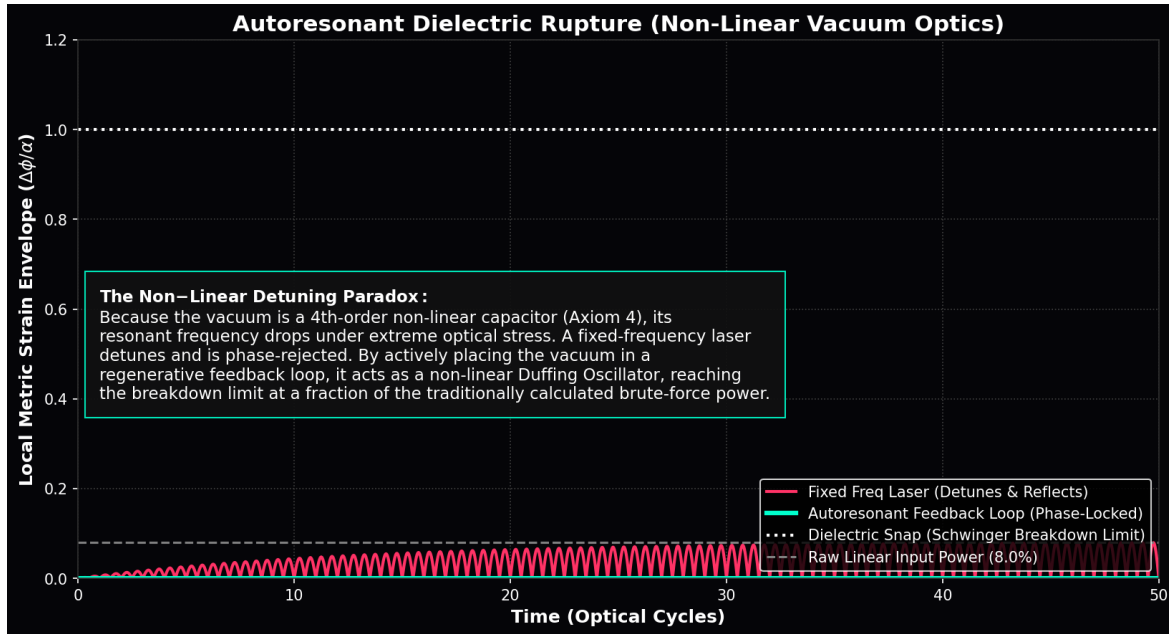 Autoresonant Dielectric Rupture (Non-Linear Vacuum Optics)
Local Metric Strain Envelope (Δϕ/α)
1.2
1.0
0.8
0.6
0.4
0.2
0.0
The Non−Linear Detuning Paradox:
Because the vacuum is a 4th-order non-linear capacitor (Axiom 4), its
resonant frequency drops under extreme optical stress. A fixed-frequency laser
detunes and is phase-rejected. By actively placing the vacuum in a
regenerative feedback loop, it acts as a non-linear Duffing Oscillator, reaching
the breakdown limit at a fraction of the traditionally calculated brute-force power.
Fixed Freq Laser (Detunes & Reflects)
Autoresonant Feedback Loop (Phase-Locked)
Dielectric Snap (Schwinger Breakdown Limit)
Raw Linear Input Power (8.0%)
0
10
20
30
40
50
Time (Optical Cycles)